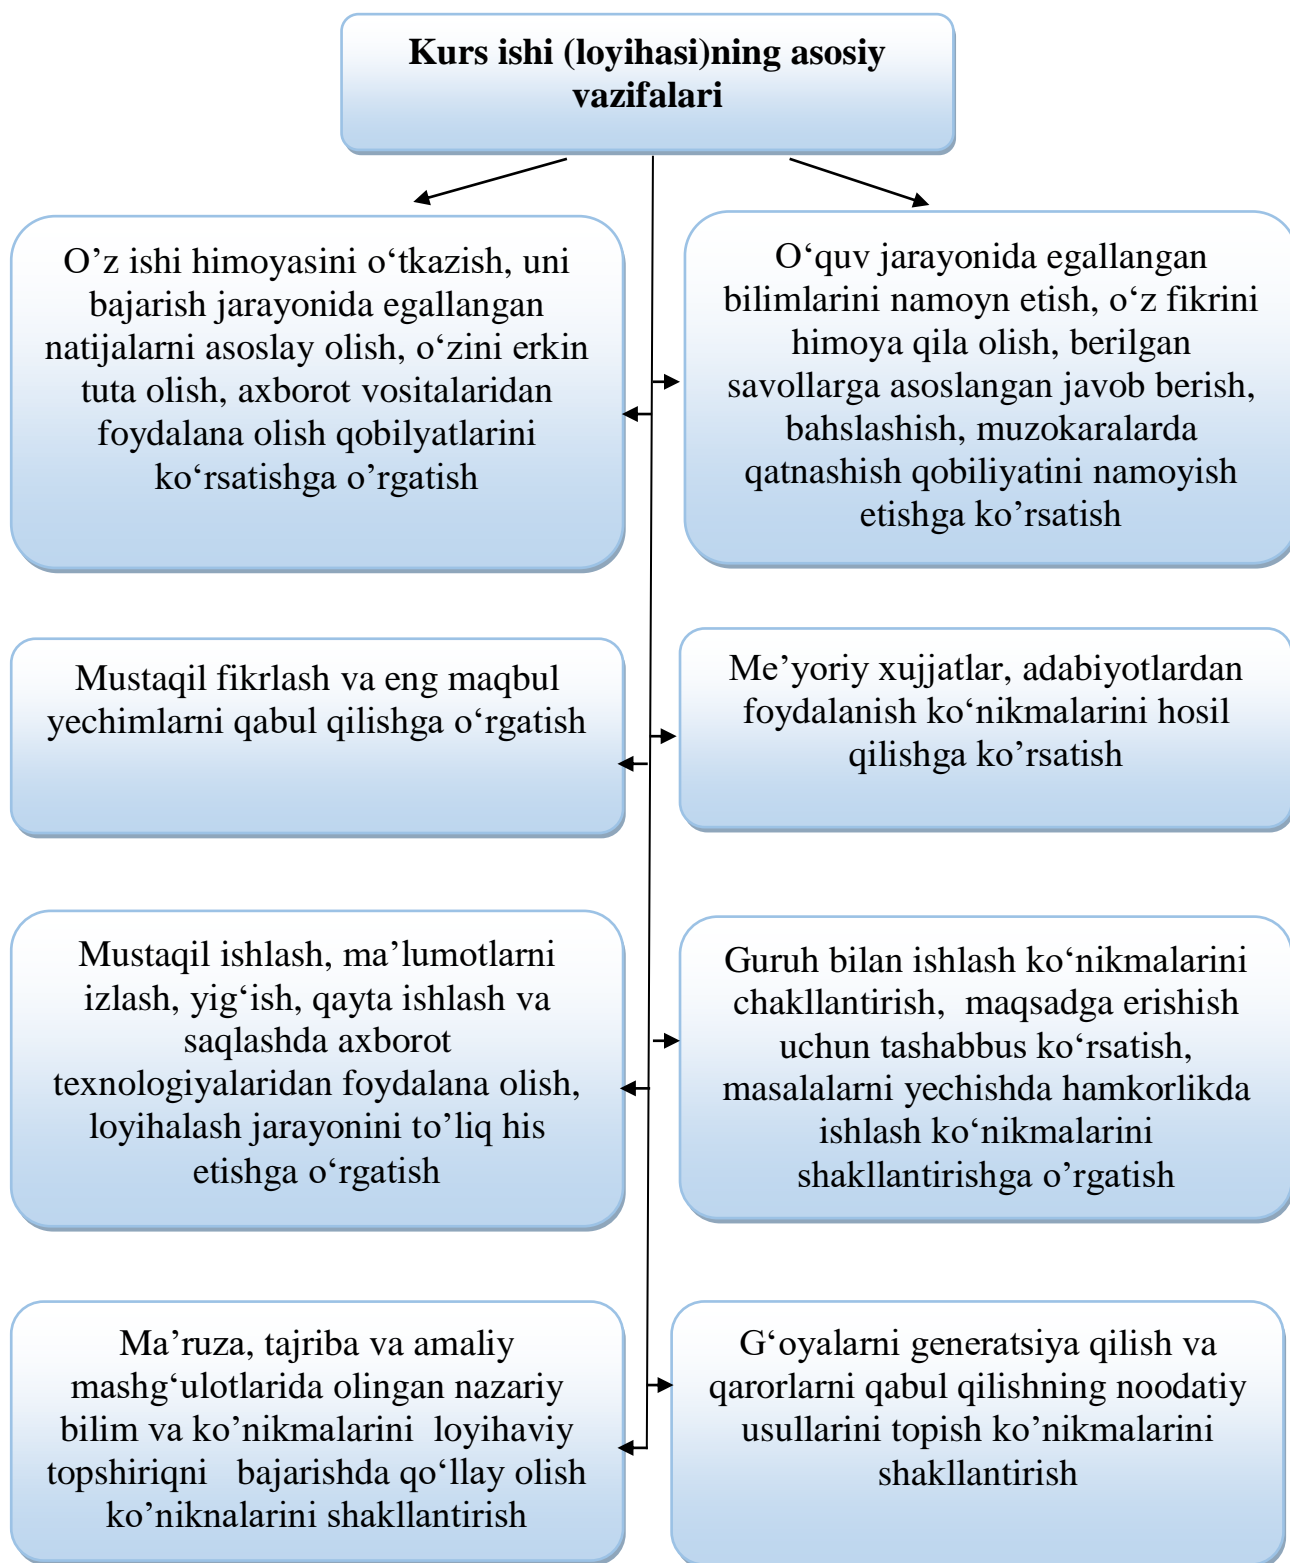 Kurs ishi (loyihasi)ning asosiy
vazifalari
O’z ishi himoyasini o‘tkazish, uni
bajarish jarayonida egallangan
natijalarni asoslay olish, o‘zini erkin
tuta olish, axborot vositalaridan
foydalana olish qobilyatlarini
ko‘rsatishga o’rgatish
O‘quv jarayonida egallangan
bilimlarini namoyn etish, o‘z fikrini
himoya qila olish, berilgan
savollarga asoslangan javob berish,
bahslashish, muzokaralarda
qatnashish qobiliyatini namoyish
etishga ko’rsatish
Mustaqil fikrlash va eng maqbul
yechimlarni qabul qilishga o‘rgatish
Me’yoriy xujjatlar, adabiyotlardan
foydalanish ko‘nikmalarini hosil
qilishga ko’rsatish
Mustaqil ishlash, ma’lumotlarni
izlash, yig‘ish, qayta ishlash va
saqlashda axborot
texnologiyalaridan foydalana olish,
loyihalash jarayonini to’liq his
etishga o‘rgatish
Guruh bilan ishlash ko‘nikmalarini
chakllantirish,  maqsadga erishish
uchun tashabbus ko‘rsatish,
masalalarni yechishda hamkorlikda
ishlash ko‘nikmalarini
shakllantirishga o’rgatish
Ma’ruza, tajriba va amaliy
mashg‘ulotlarida olingan nazariy
bilim va ko‘nikmalarini  loyihaviy
topshiriqni   bajarishda qo‘llay olish
ko’niknalarini shakllantirish
G‘oyalarni generatsiya qilish va
qarorlarni qabul qilishning noodatiy
usullarini topish ko’nikmalarini
shakllantirish